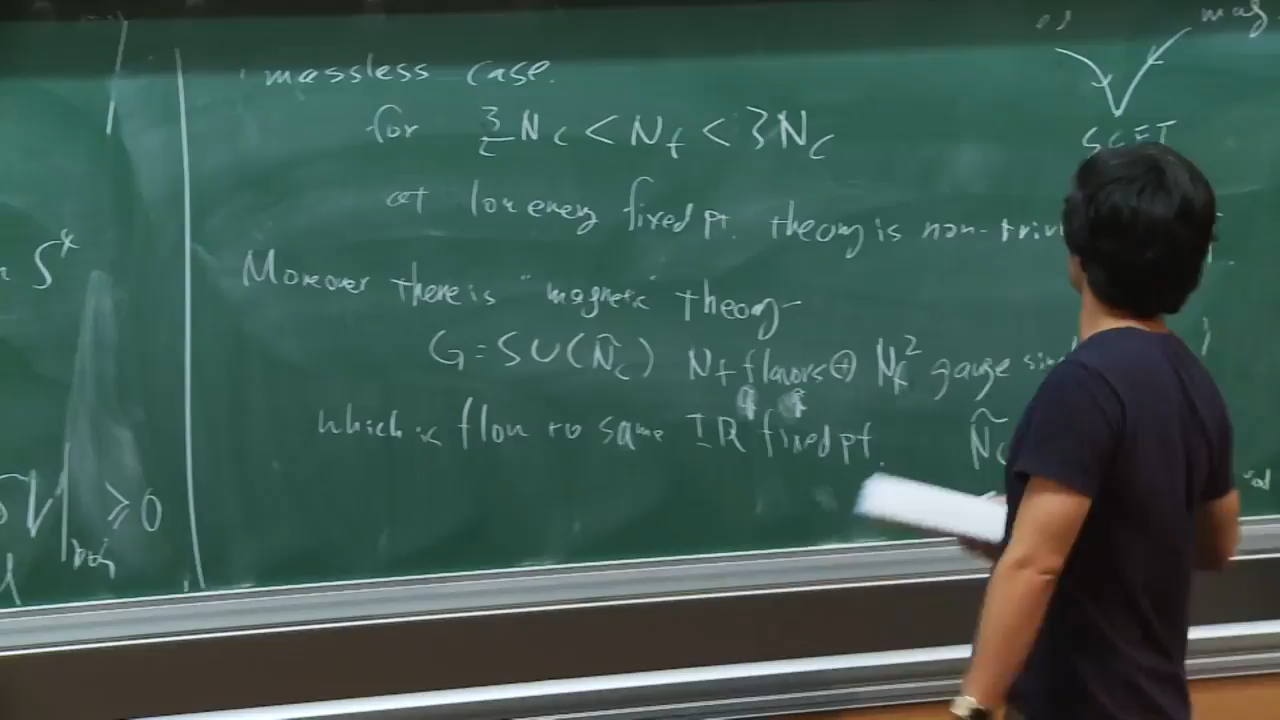 massless case.
for 3/2 Nc < Nf < 3Nc
at low energy fixed pt. theory is non-triv
Moreover there is "magnetic" theory
G = SU(Ñc) Nf flavors ⊕ Nf² gauge sin
which is flow to same IR fixed pt.
Ñc
mag
SCFT
S⁴
≥ 0